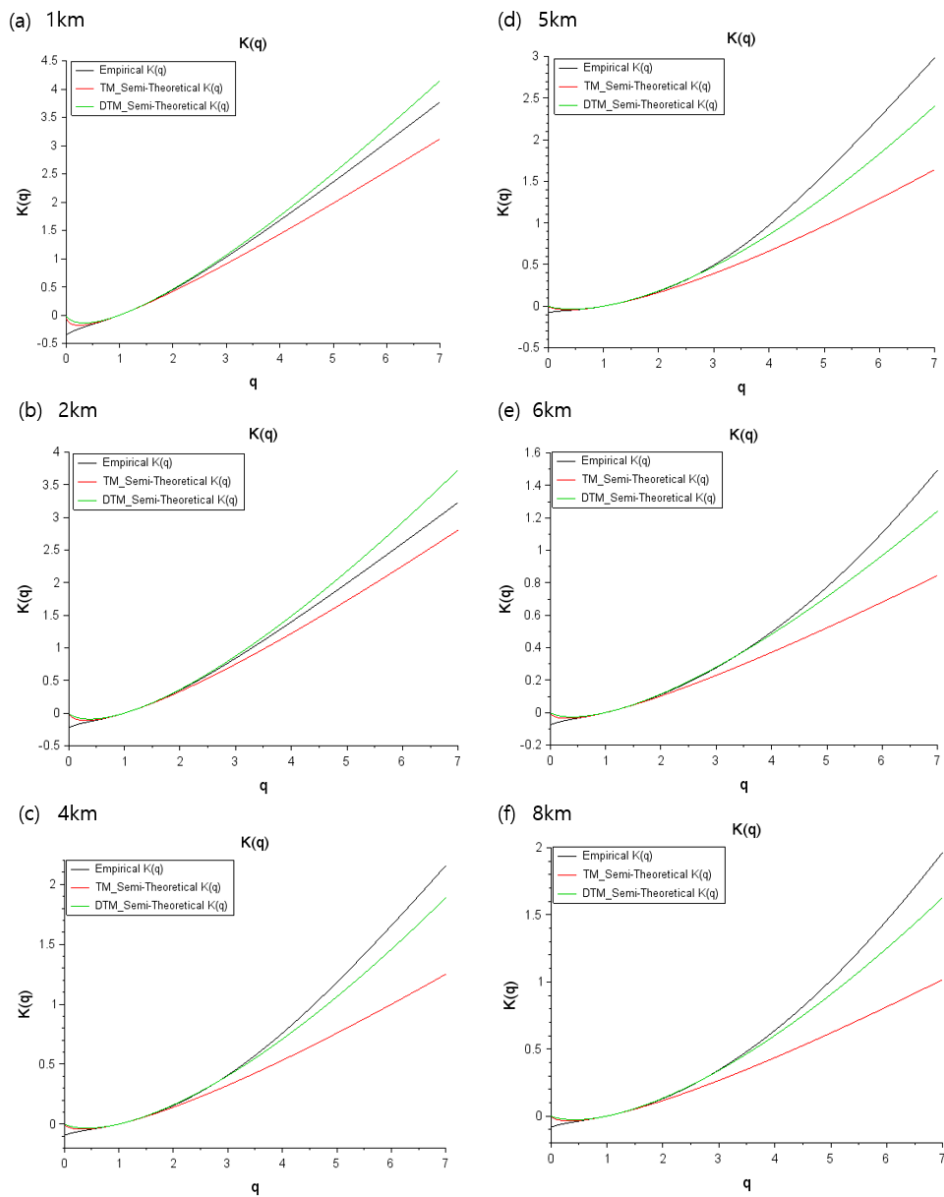 (a) 1km
K(q)
4.5
4
3.5
3
2.5
2
1.5
1
0.5
0
-0.5
K(q)
Empirical K(q)
TM_Semi-Theoretical K(q)
DTM_Semi-Theoretical K(q)
0 1 2 3 4 5 6 7
q
(b) 2km
K(q)
4
3.5
3
2.5
2
1.5
1
0.5
0
-0.5
K(q)
Empirical K(q)
TM_Semi-Theoretical K(q)
DTM_Semi-Theoretical K(q)
0 1 2 3 4 5 6 7
q
(c) 4km
K(q)
2
1.5
1
0.5
0
K(q)
Empirical K(q)
TM_Semi-Theoretical K(q)
DTM_Semi-Theoretical K(q)
0 1 2 3 4 5 6 7
q
(d) 5km
K(q)
3
2.5
2
1.5
1
0.5
0
-0.5
K(q)
Empirical K(q)
TM_Semi-Theoretical K(q)
DTM_Semi-Theoretical K(q)
0 1 2 3 4 5 6 7
q
(e) 6km
K(q)
1.6
1.4
1.2
1
0.8
0.6
0.4
0.2
0
-0.2
K(q)
Empirical K(q)
TM_Semi-Theoretical K(q)
DTM_Semi-Theoretical K(q)
0 1 2 3 4 5 6 7
q
(f) 8km
K(q)
2
1.5
1
0.5
0
K(q)
Empirical K(q)
TM_Semi-Theoretical K(q)
DTM_Semi-Theoretical K(q)
0 1 2 3 4 5 6 7
q